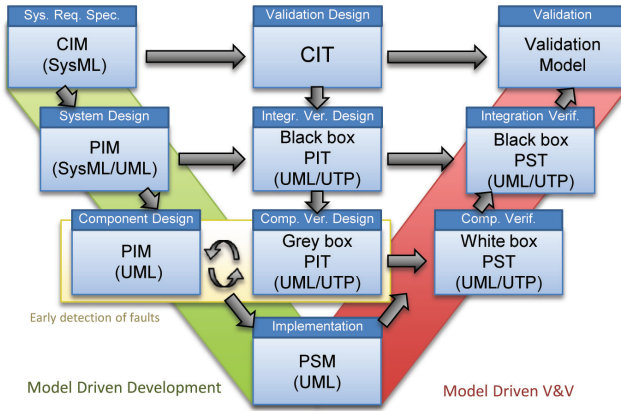 Sys. Req. Spec.
CIM
(SysML)
Validation Design
CIT
Validation
Validation
Model
System Design
PIM
(SysML/UML)
Integr. Ver. Design
Black box
PIT
(UML/UTP)
Integration Verif.
Black box
PST
(UML/UTP)
Component Design
PIM
(UML)
Comp. Ver. Design
Grey box
PIT
(UML/UTP)
Comp. Verif.
White box
PST
(UML/UTP)
Early detection of faults
Implementation
PSM
(UML)
Model Driven Development
Model Driven V&V